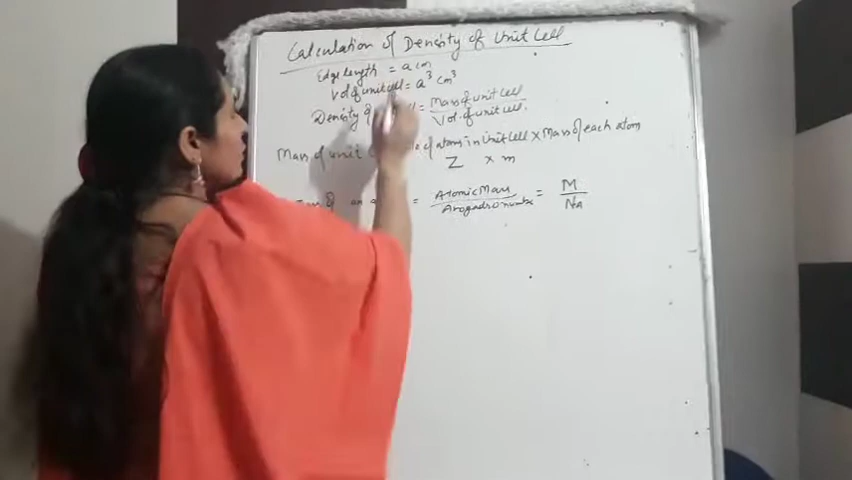 Calculation of Density of Unit Cell
Edge length = a cm
Vol of unit cell = a³ cm³
Density of = Mass of unit cell
Vol. of unit cell.
Mass of unit of atoms in unit cell × Mass of each atom
Z × m
an = Atomic Mass = M
Avogadro number NA